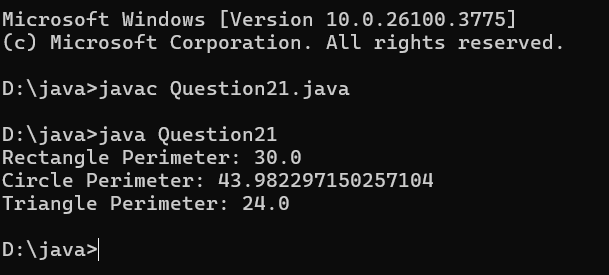 Microsoft Windows [Version 10.0.26100.3775]
(c) Microsoft Corporation. All rights reserved.
D:\java>javac Question21.java
D:\java>java Question21
Rectangle Perimeter: 30.0
Circle Perimeter: 43.982297150257104
Triangle Perimeter: 24.0
D:\java>